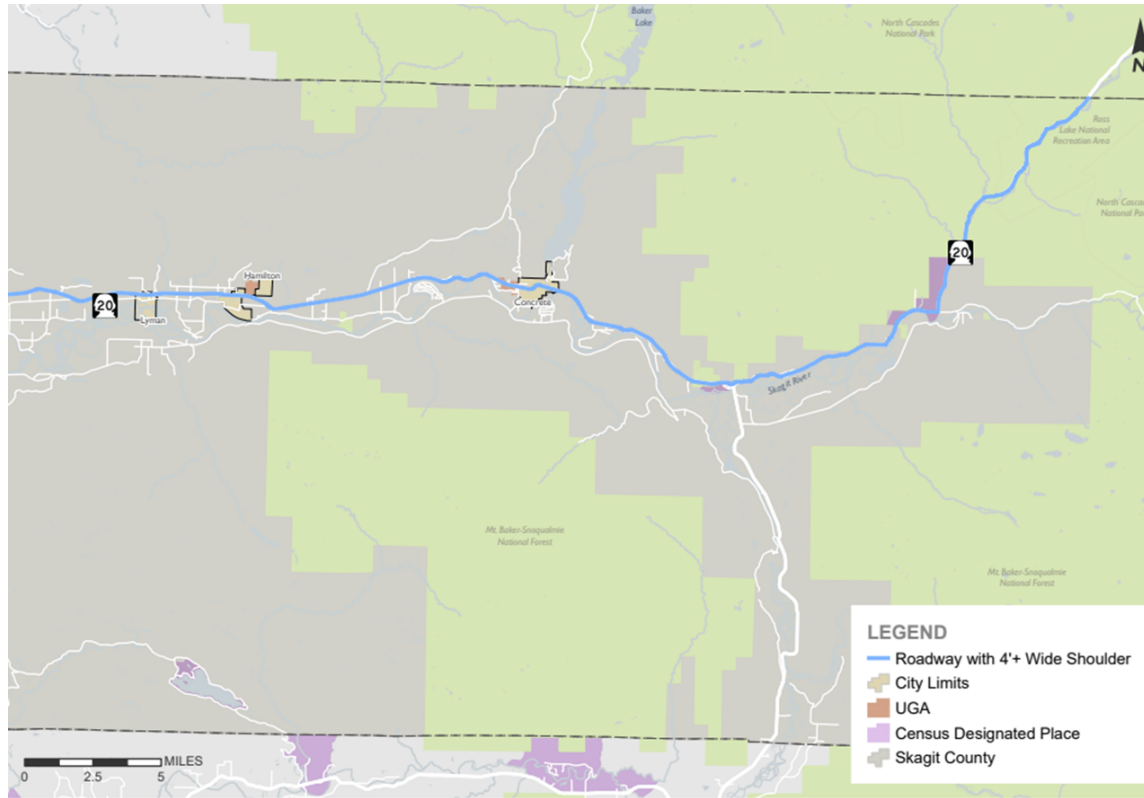 Baker
Lake
North Cascades
National Park
N
Ross
Lake National
Recreation Area
North Casca
National Pa
20
Hamilton
20
Lyman
Concrete
Skagit River
Mt. Baker-Snoqualmie
National Forest
Mt. Baker-Snoqualmie
National Forest
LEGEND
Roadway with 4'+ Wide Shoulder
City Limits
UGA
Census Designated Place
Skagit County
MILES
0 2.5 5